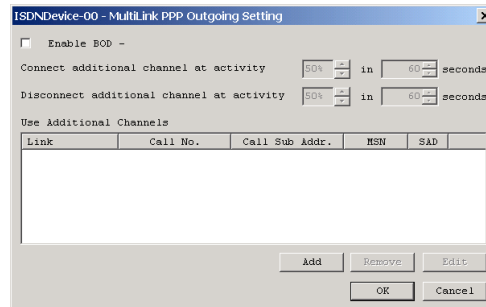 ISDNDevice-00 - MultiLink PPP Outgoing Setting
Enable BOD -
Connect additional channel at activity 50% in 60 seconds
Disconnect additional channel at activity 50% in 60 seconds
Use Additional Channels
Link Call No. Call Sub Addr. MSN SAD
Add Remove Edit
OK Cancel